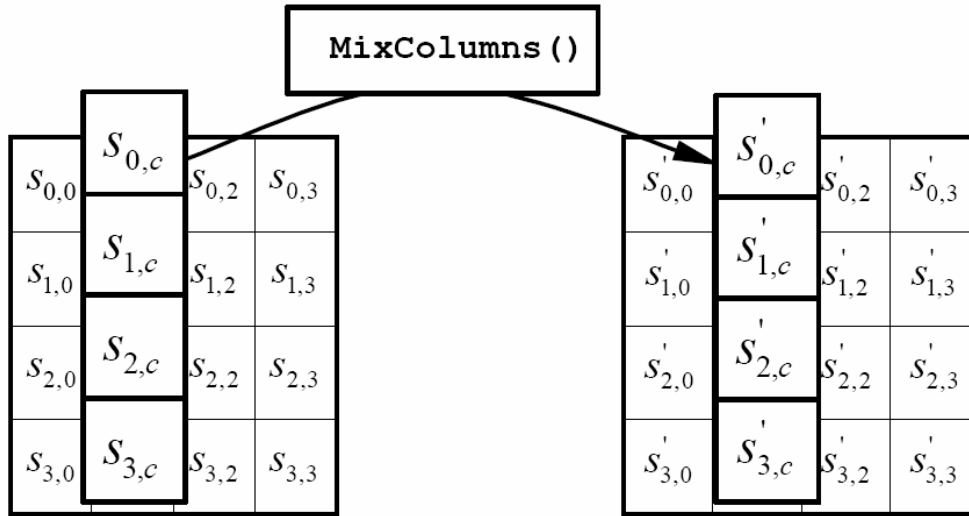 MixColumns()
s0,0 s0,c s0,2 s0,3
s1,0 s1,c s1,2 s1,3
s2,0 s2,c s2,2 s2,3
s3,0 s3,c s3,2 s3,3
s'0,0 s'0,c s'0,2 s'0,3
s'1,0 s'1,c s'1,2 s'1,3
s'2,0 s'2,c s'2,2 s'2,3
s'3,0 s'3,c s'3,2 s'3,3